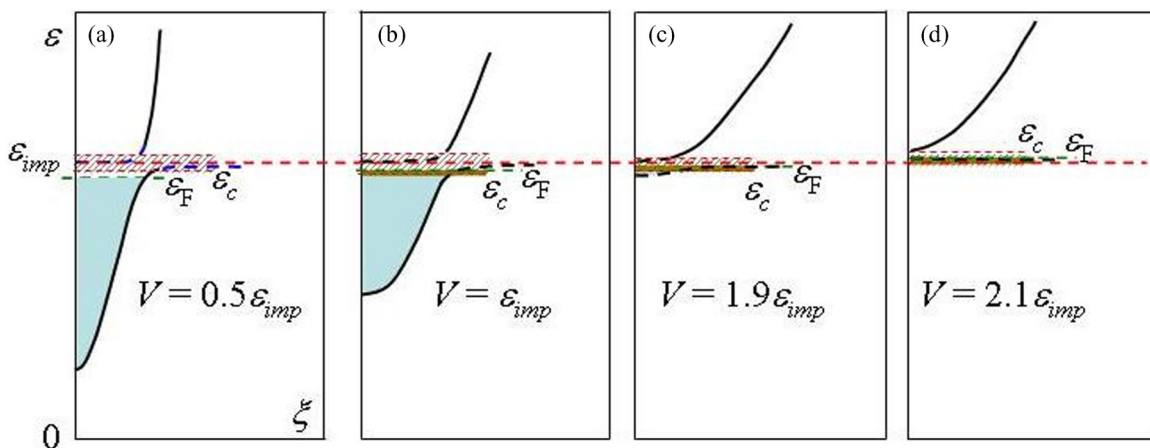 (a) (b) (c) (d)
ε
ε_imp
ε_F ε_c
ε_c ε_F
ε_c ε_F
ε_c ε_F
V = 0.5ε_imp
V = ε_imp
V = 1.9ε_imp
V = 2.1ε_imp
ξ
0